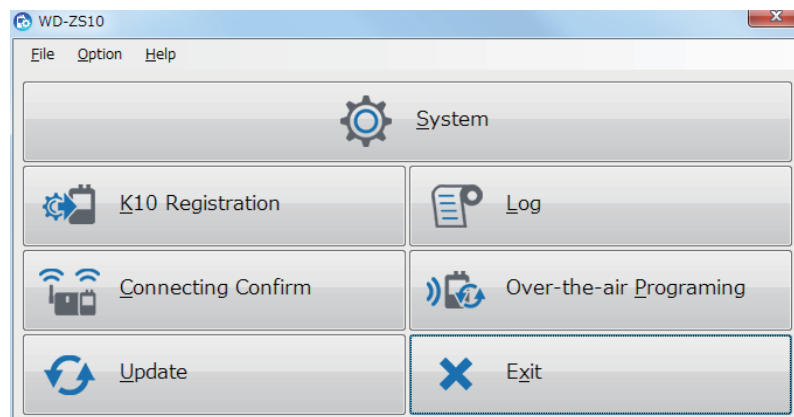 WD-ZS10
File Option Help
System
K10 Registration
Log
Connecting Confirm
Over-the-air Programing
Update
Exit